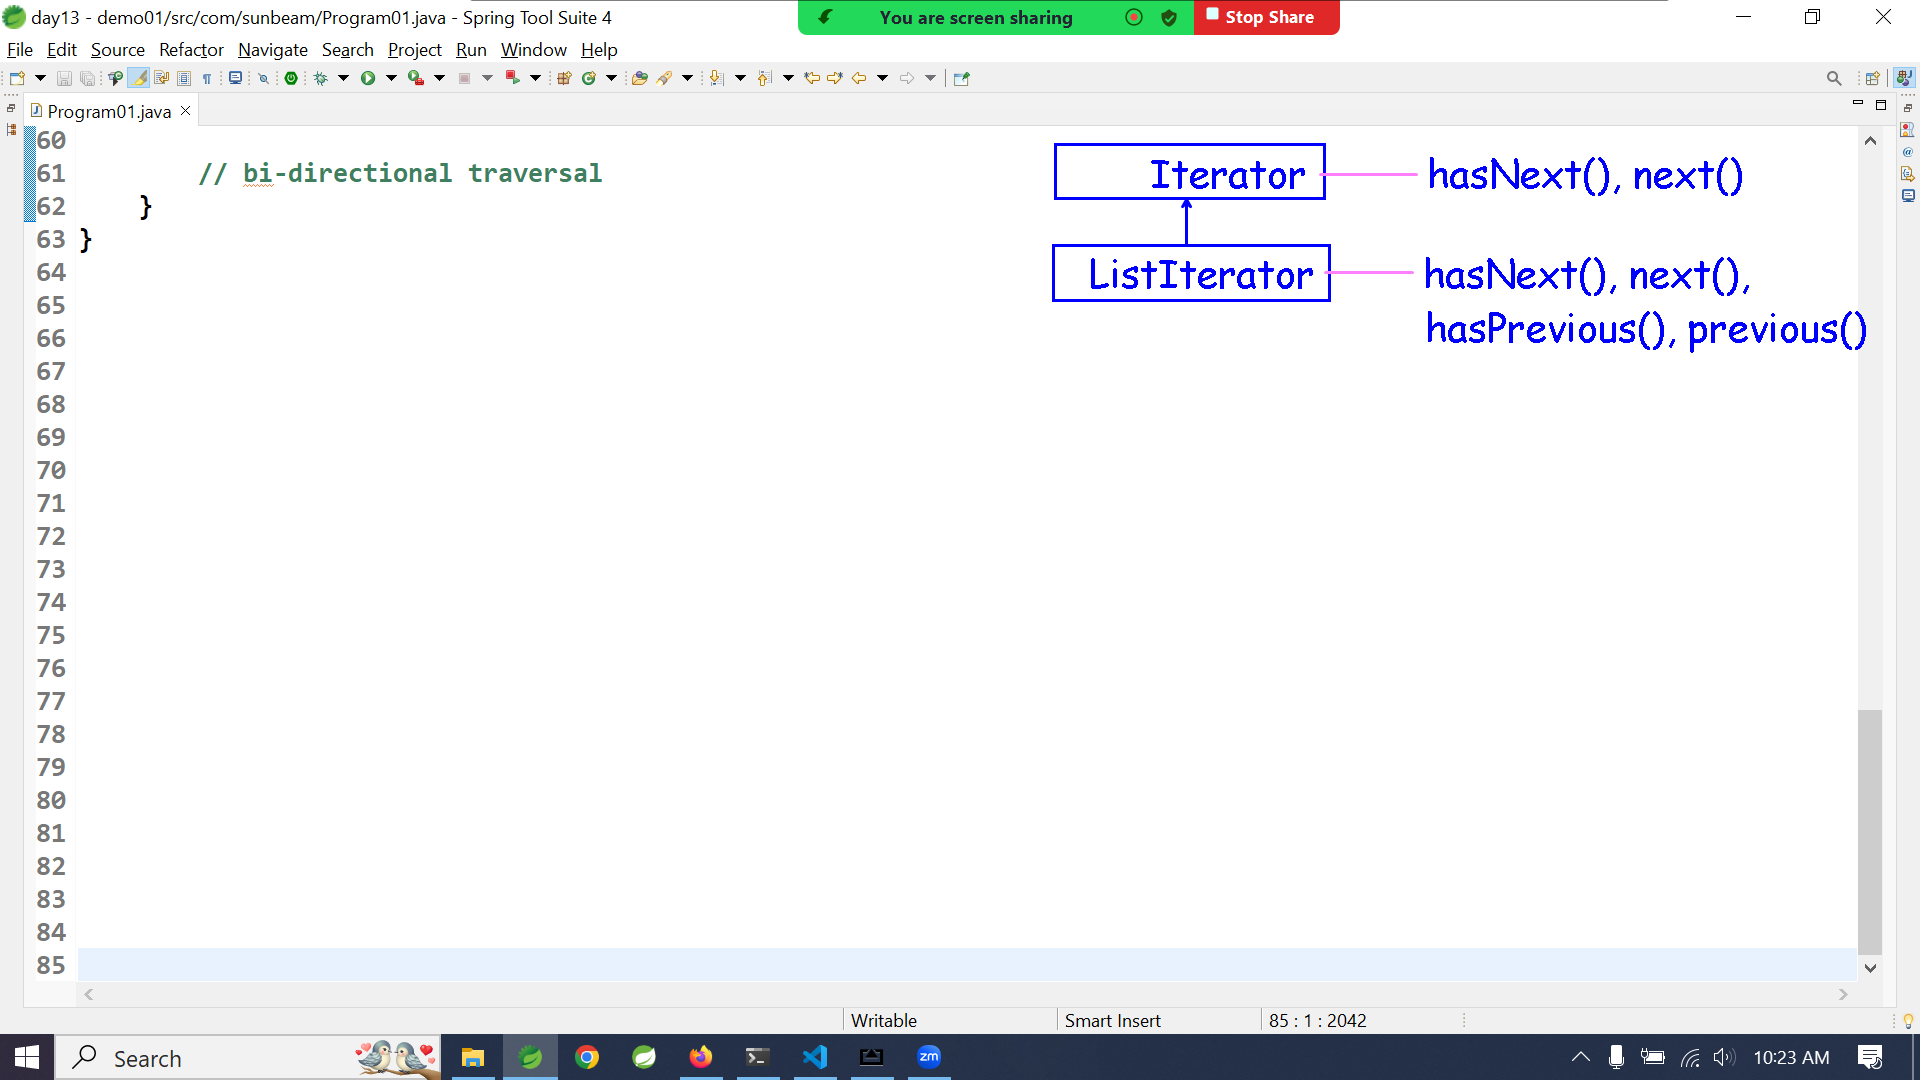 day13 - demo01/src/com/sunbeam/Program01.java - Spring Tool Suite 4
You are screen sharing
Stop Share
File Edit Source Refactor Navigate Search Project Run Window Help
Program01.java
60
61 // bi-directional traversal
62 }
63 }
64
65
66
67
68
69
70
71
72
73
74
75
76
77
78
79
80
81
82
83
84
85
Iterator hasNext(), next()
ListIterator hasNext(), next(),
hasPrevious(), previous()
Writable Smart Insert 85 : 1 : 2042
Search zm 10:23 AM